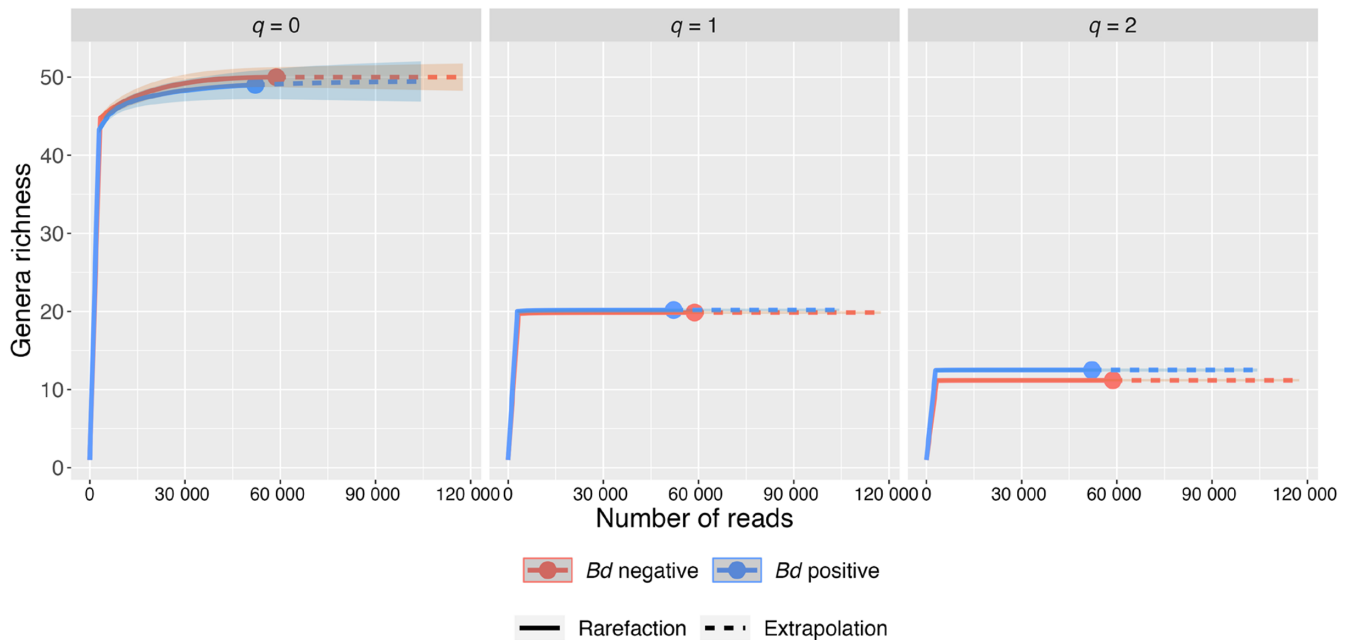 q = 0 q = 1 q = 2
Genera richness
50
40
30
20
10
0
0 30 000 60 000 90 000 120 000 0 30 000 60 000 90 000 120 000 0 30 000 60 000 90 000 120 000
Number of reads
Bd negative Bd positive
Rarefaction Extrapolation